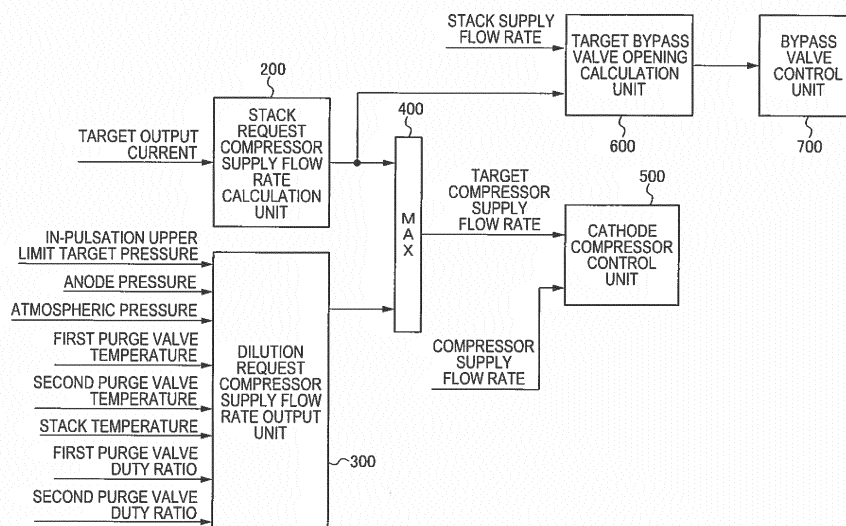 STACK SUPPLY
FLOW RATE
TARGET BYPASS
VALVE OPENING
CALCULATION
UNIT
600
BYPASS
VALVE
CONTROL
UNIT
700
200
STACK
REQUEST
COMPRESSOR
SUPPLY FLOW
RATE
CALCULATION
UNIT
TARGET OUTPUT
CURRENT
400
MAX
TARGET
COMPRESSOR
SUPPLY
FLOW RATE
500
CATHODE
COMPRESSOR
CONTROL
UNIT
COMPRESSOR
SUPPLY
FLOW RATE
IN-PULSATION UPPER
LIMIT TARGET PRESSURE
ANODE PRESSURE
ATMOSPHERIC PRESSURE
FIRST PURGE VALVE
TEMPERATURE
SECOND PURGE VALVE
TEMPERATURE
STACK TEMPERATURE
FIRST PURGE VALVE
DUTY RATIO
SECOND PURGE VALVE
DUTY RATIO
DILUTION
REQUEST
COMPRESSOR
SUPPLY FLOW
RATE OUTPUT
UNIT
300